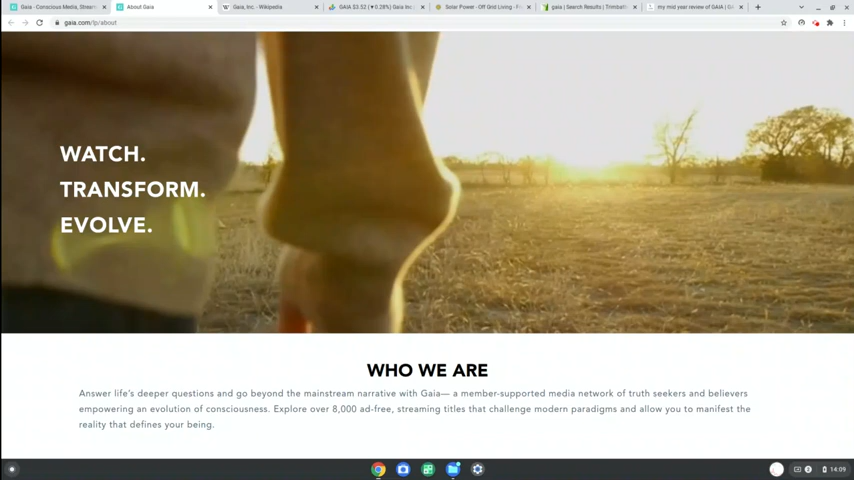 Gaia - Conscious Media, Stream
About Gaia
Gaia, Inc. - Wikipedia
GAIA $3.52 (▼0.28%) Gaia Inc
Solar Power - Off Grid Living - P
gaia | Search Results | Trimbath
my mid year review of GAIA | G
gaia.com/lp/about
WATCH.
TRANSFORM.
EVOLVE.
WHO WE ARE
Answer life's deeper questions and go beyond the mainstream narrative with Gaia— a member-supported media network of truth seekers and believers
empowering an evolution of consciousness. Explore over 8,000 ad-free, streaming titles that challenge modern paradigms and allow you to manifest the
reality that defines your being.
14:09